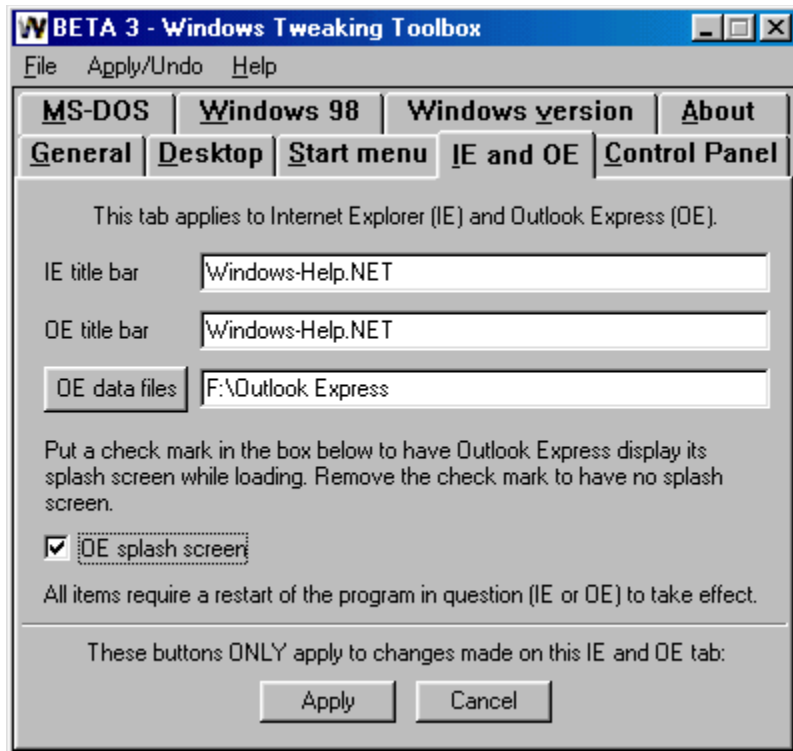 BETA 3 - Windows Tweaking Toolbox
File Apply/Undo Help
MS-DOS Windows 98 Windows version About
General Desktop Start menu IE and OE Control Panel
This tab applies to Internet Explorer (IE) and Outlook Express (OE).
IE title bar Windows-Help.NET
OE title bar Windows-Help.NET
OE data files F:\Outlook Express
Put a check mark in the box below to have Outlook Express display its
splash screen while loading. Remove the check mark to have no splash
screen.
OE splash screen
All items require a restart of the program in question (IE or OE) to take effect.
These buttons ONLY apply to changes made on this IE and OE tab:
Apply Cancel